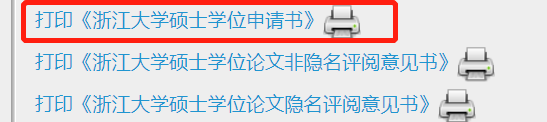 打印《浙江大学硕士学位申请书》
打印《浙江大学硕士学位论文非隐名评阅意见书》
打印《浙江大学硕士学位论文隐名评阅意见书》